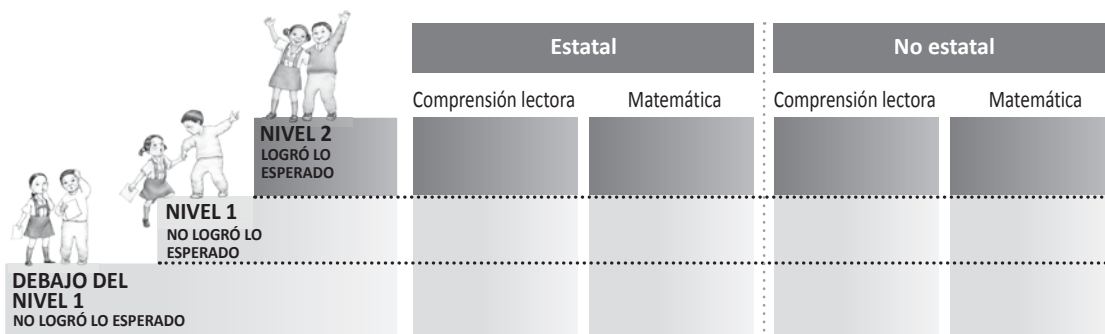 Estatal
No estatal
Comprensión lectora
Matemática
Comprensión lectora
Matemática
NIVEL 2
LOGRÓ LO
ESPERADO
NIVEL 1
NO LOGRÓ LO
ESPERADO
DEBAJO DEL
NIVEL 1
NO LOGRÓ LO ESPERADO